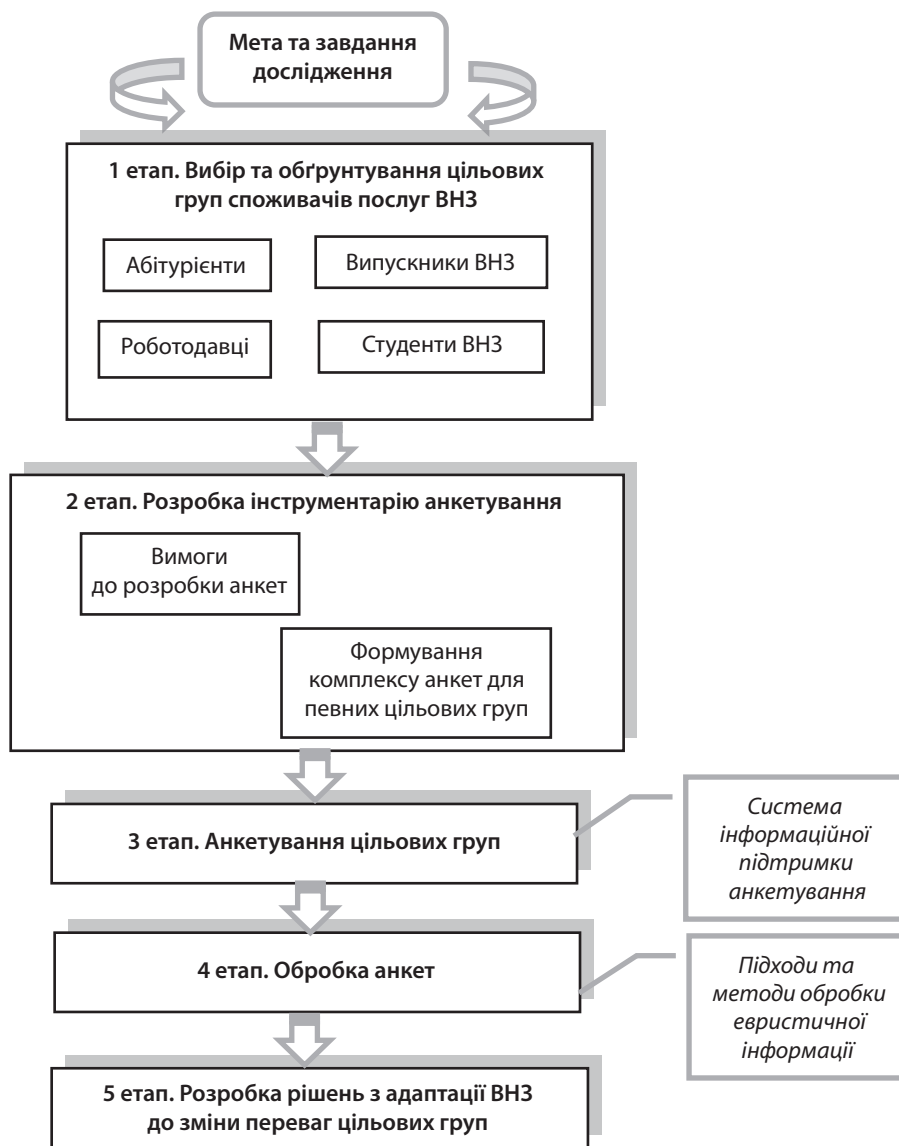 Мета та завдання
дослідження
1 етап. Вибір та обґрунтування цільових
груп споживачів послуг ВНЗ
Абітурієнти
Випускники ВНЗ
Роботодавці
Студенти ВНЗ
2 етап. Розробка інструментарію анкетування
Вимоги
до розробки анкет
Формування
комплексу анкет для
певних цільових груп
3 етап. Анкетування цільових груп
Система
інформаційної
підтримки
анкетування
4 етап. Обробка анкет
Підходи та
методи обробки
евристичної
інформації
5 етап. Розробка рішень з адаптації ВНЗ
до зміни переваг цільових груп